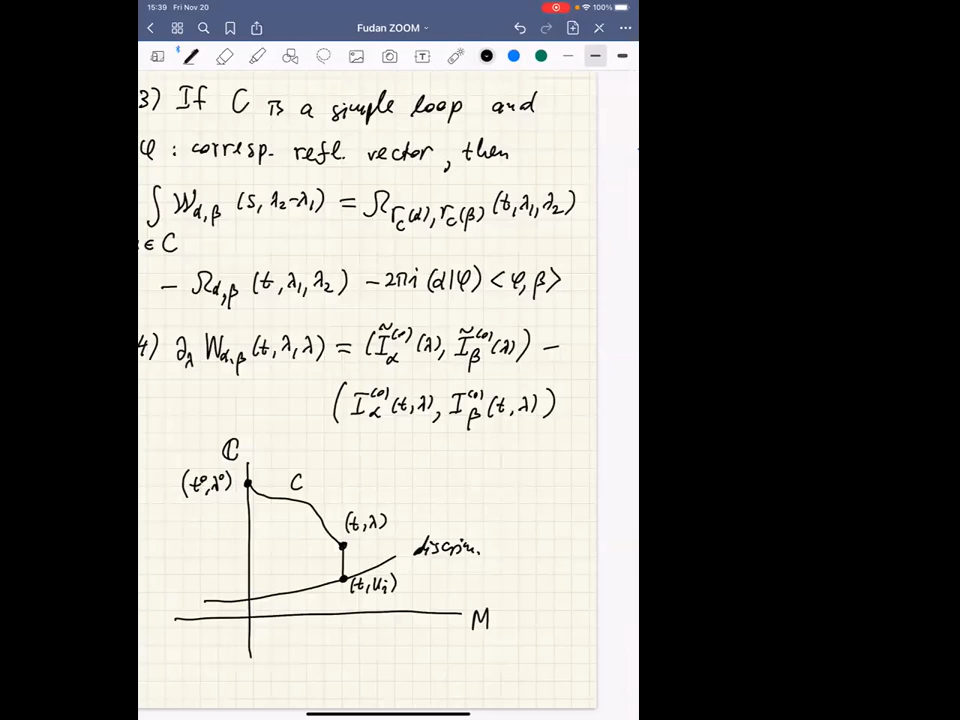 15:39 Fri Nov 20
100%
Fudan ZOOM
3) If C is a simple loop and
φ : corresp. refl. vector, then
∫ W_{α,β} (s, λ₂-λ₁) = Ω_{r_C(α), r_C(β)} (t, λ₁, λ₂)
∈ C
− Ω_{α,β} (t, λ₁, λ₂) − 2πi (α|φ) <φ, β>
4) ∂_λ W_{α,β}(t, λ, λ) = (Ĩ_α^{(0)}(λ), Ĩ_β^{(0)}(λ)) −
(I_α^{(0)}(t,λ), I_β^{(0)}(t,λ))
ℂ
(t⁰,λ⁰)
C
(t,λ)
discrim.
(t,u_i)
M